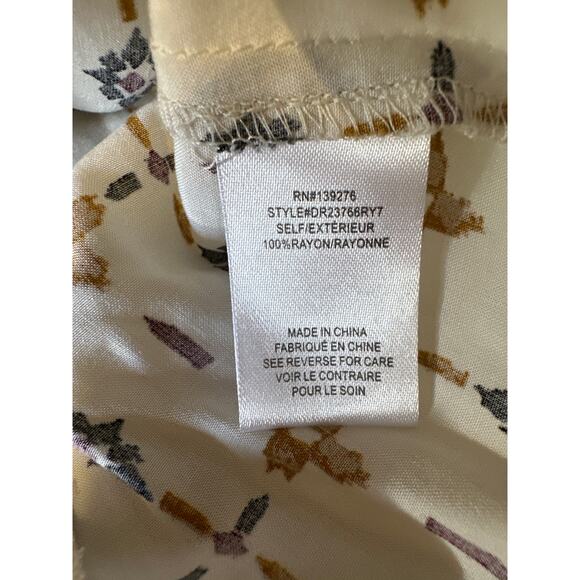 RN#139276
STYLE#DR23766RY7
SELF/EXTÉRIEUR
100%RAYON/RAYONNE
MADE IN CHINA
FABRIQUÉ EN CHINE
SEE REVERSE FOR CARE
VOIR LE CONTRAIRE
POUR LE SOIN